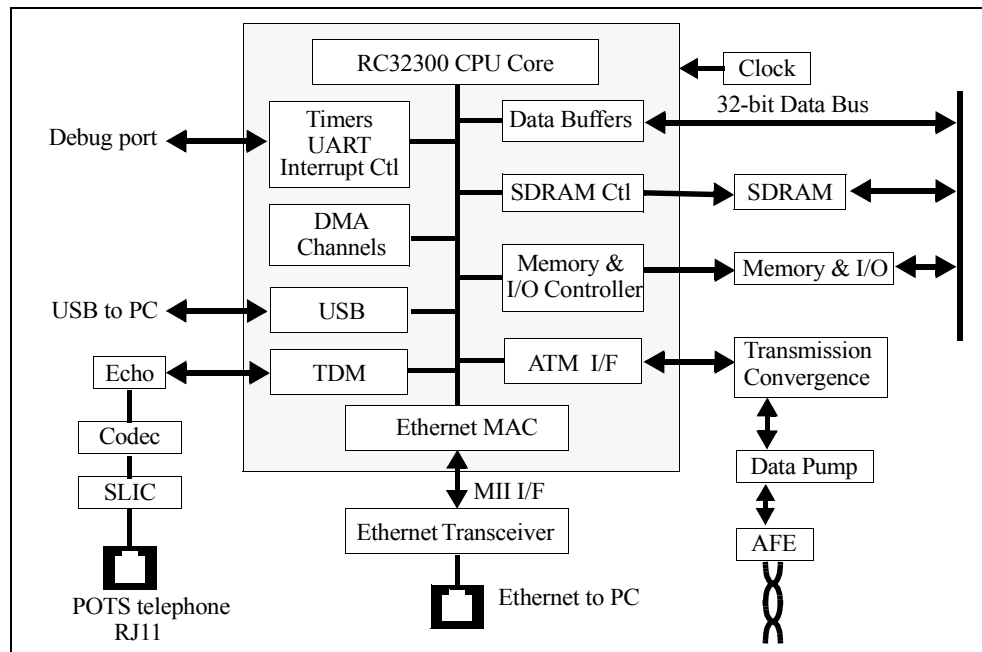 RC32300 CPU Core
Clock
32-bit Data Bus
Debug port
Timers
UART
Interrupt Ctl
Data Buffers
SDRAM Ctl
SDRAM
DMA
Channels
Memory &
I/O Controller
Memory & I/O
USB to PC
USB
Echo
TDM
ATM I/F
Transmission
Convergence
Codec
Ethernet MAC
Data Pump
SLIC
MII I/F
Ethernet Transceiver
AFE
POTS telephone
RJ11
Ethernet to PC